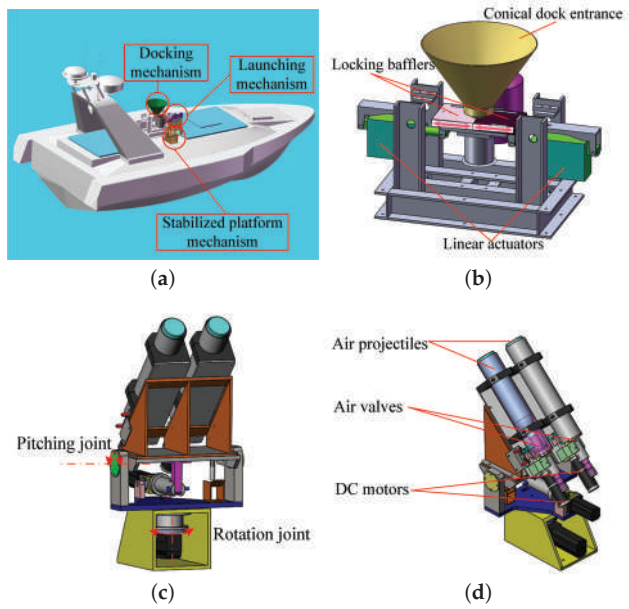 Docking
mechanism
Launching
mechanism
Stabilized platform
mechanism
(a)
Conical dock entrance
Locking bafflers
Linear actuators
(b)
Pitching joint
Rotation joint
(c)
Air projectiles
Air valves
DC motors
(d)